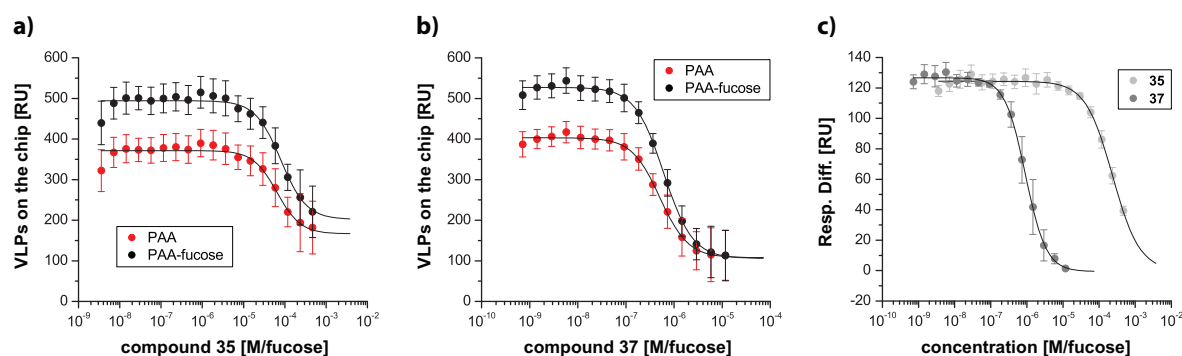 a)
VLPs on the chip [RU]
600
500
400
300
200
100
0
PAA
PAA-fucose
10-9 10-8 10-7 10-6 10-5 10-4 10-3 10-2
compound 35 [M/fucose]
b)
VLPs on the chip [RU]
600
500
400
300
200
100
0
PAA
PAA-fucose
10-10 10-9 10-8 10-7 10-6 10-5 10-4
compound 37 [M/fucose]
c)
Resp. Diff. [RU]
140
120
100
80
60
40
20
0
-20
35
37
10-10 10-9 10-8 10-7 10-6 10-5 10-4 10-3 10-2
concentration [M/fucose]